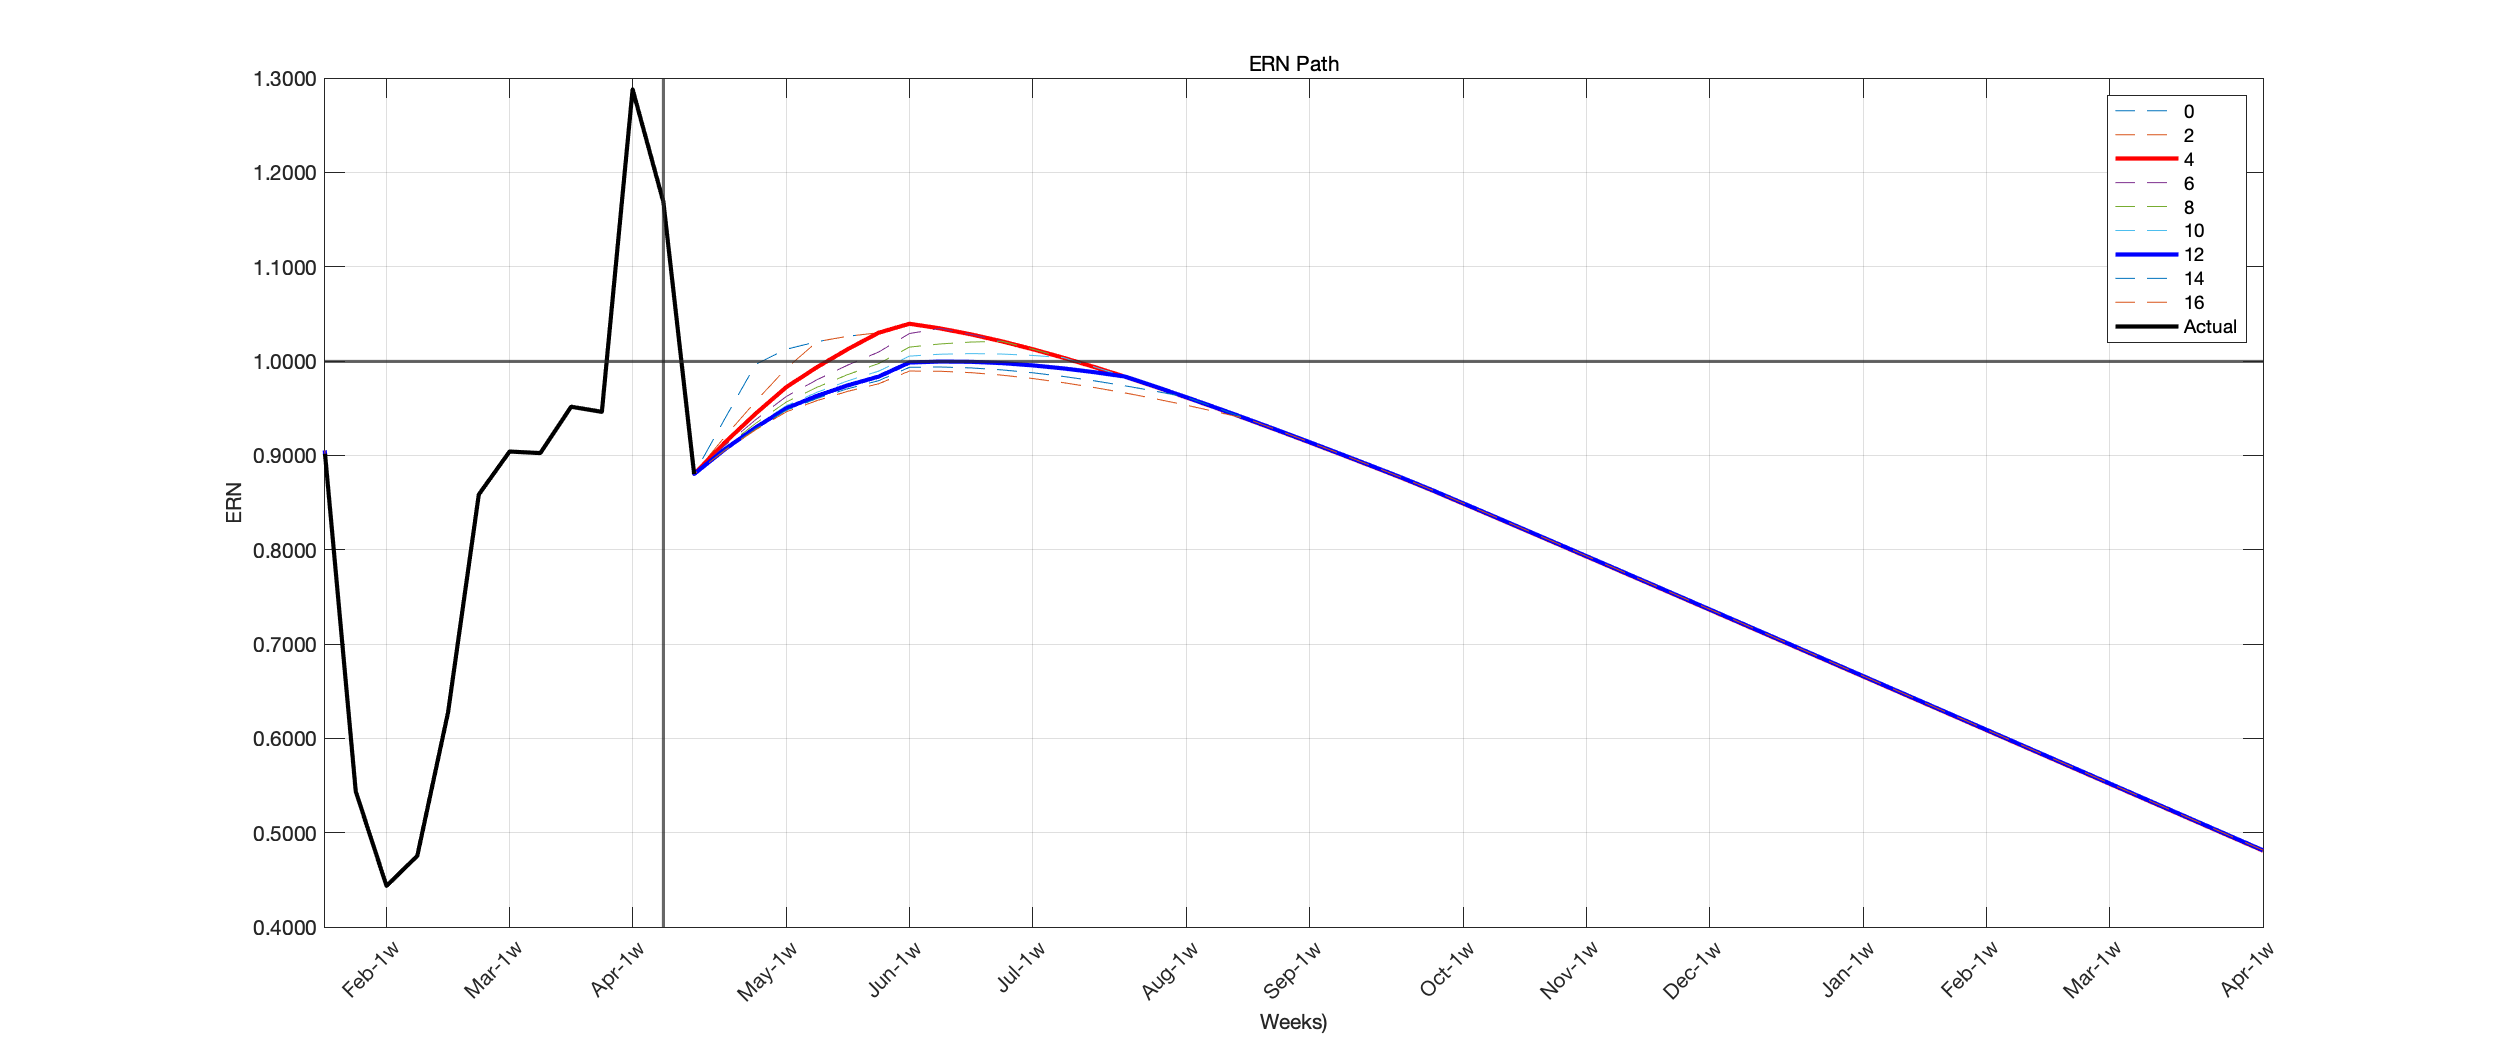 ERN Path
1.3000
1.2000
1.1000
1.0000
0.9000
0.8000
0.7000
0.6000
0.5000
0.4000
ERN
0
2
4
6
8
10
12
14
16
Actual
Feb-1w
Mar-1w
Apr-1w
May-1w
Jun-1w
Jul-1w
Aug-1w
Sep-1w
Oct-1w
Nov-1w
Dec-1w
Jan-1w
Feb-1w
Mar-1w
Apr-1w
Weeks)